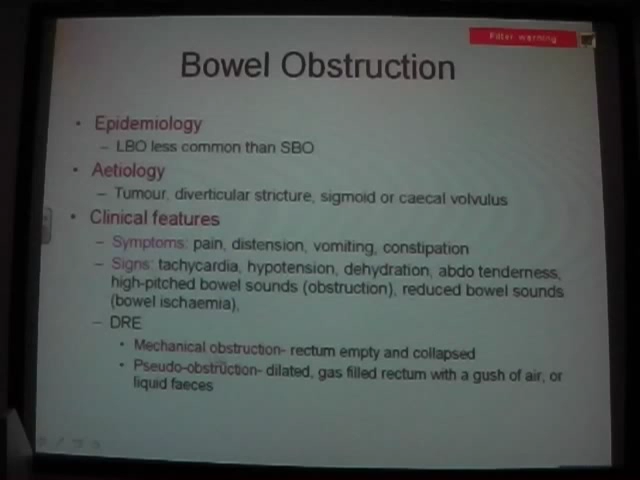 Filter warning
Bowel Obstruction
• Epidemiology
– LBO less common than SBO
• Aetiology
– Tumour, diverticular stricture, sigmoid or caecal volvulus
• Clinical features
– Symptoms: pain, distension, vomiting, constipation
– Signs: tachycardia, hypotension, dehydration, abdo tenderness,
high-pitched bowel sounds (obstruction), reduced bowel sounds
(bowel ischaemia),
– DRE
• Mechanical obstruction- rectum empty and collapsed
• Pseudo-obstruction- dilated, gas filled rectum with a gush of air, or
liquid faeces